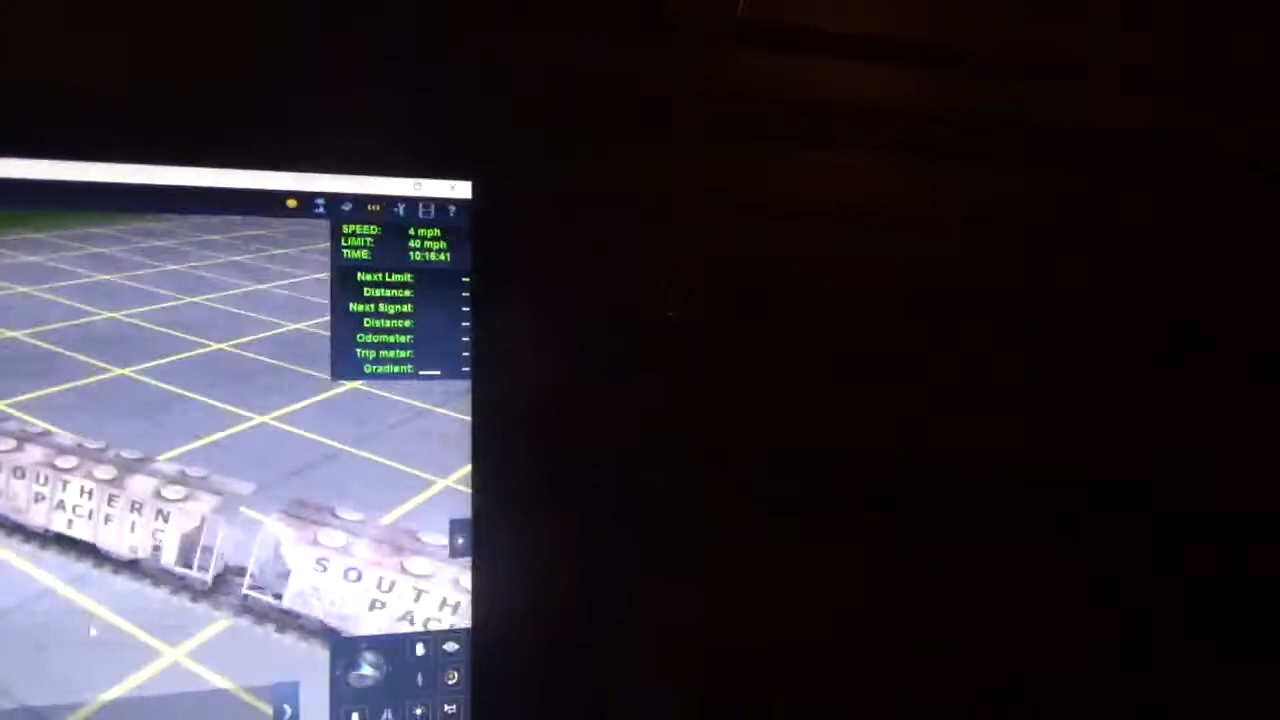 SPEED: 4 mph
LIMIT: 40 mph
TIME: 10:16:41
Next Limit: –
Distance: –
Next Signal: –
Distance: –
Odometer: –
Trip meter: –
Gradient: –
SOUTHERN
PACIFIC
SOUTH
PAC